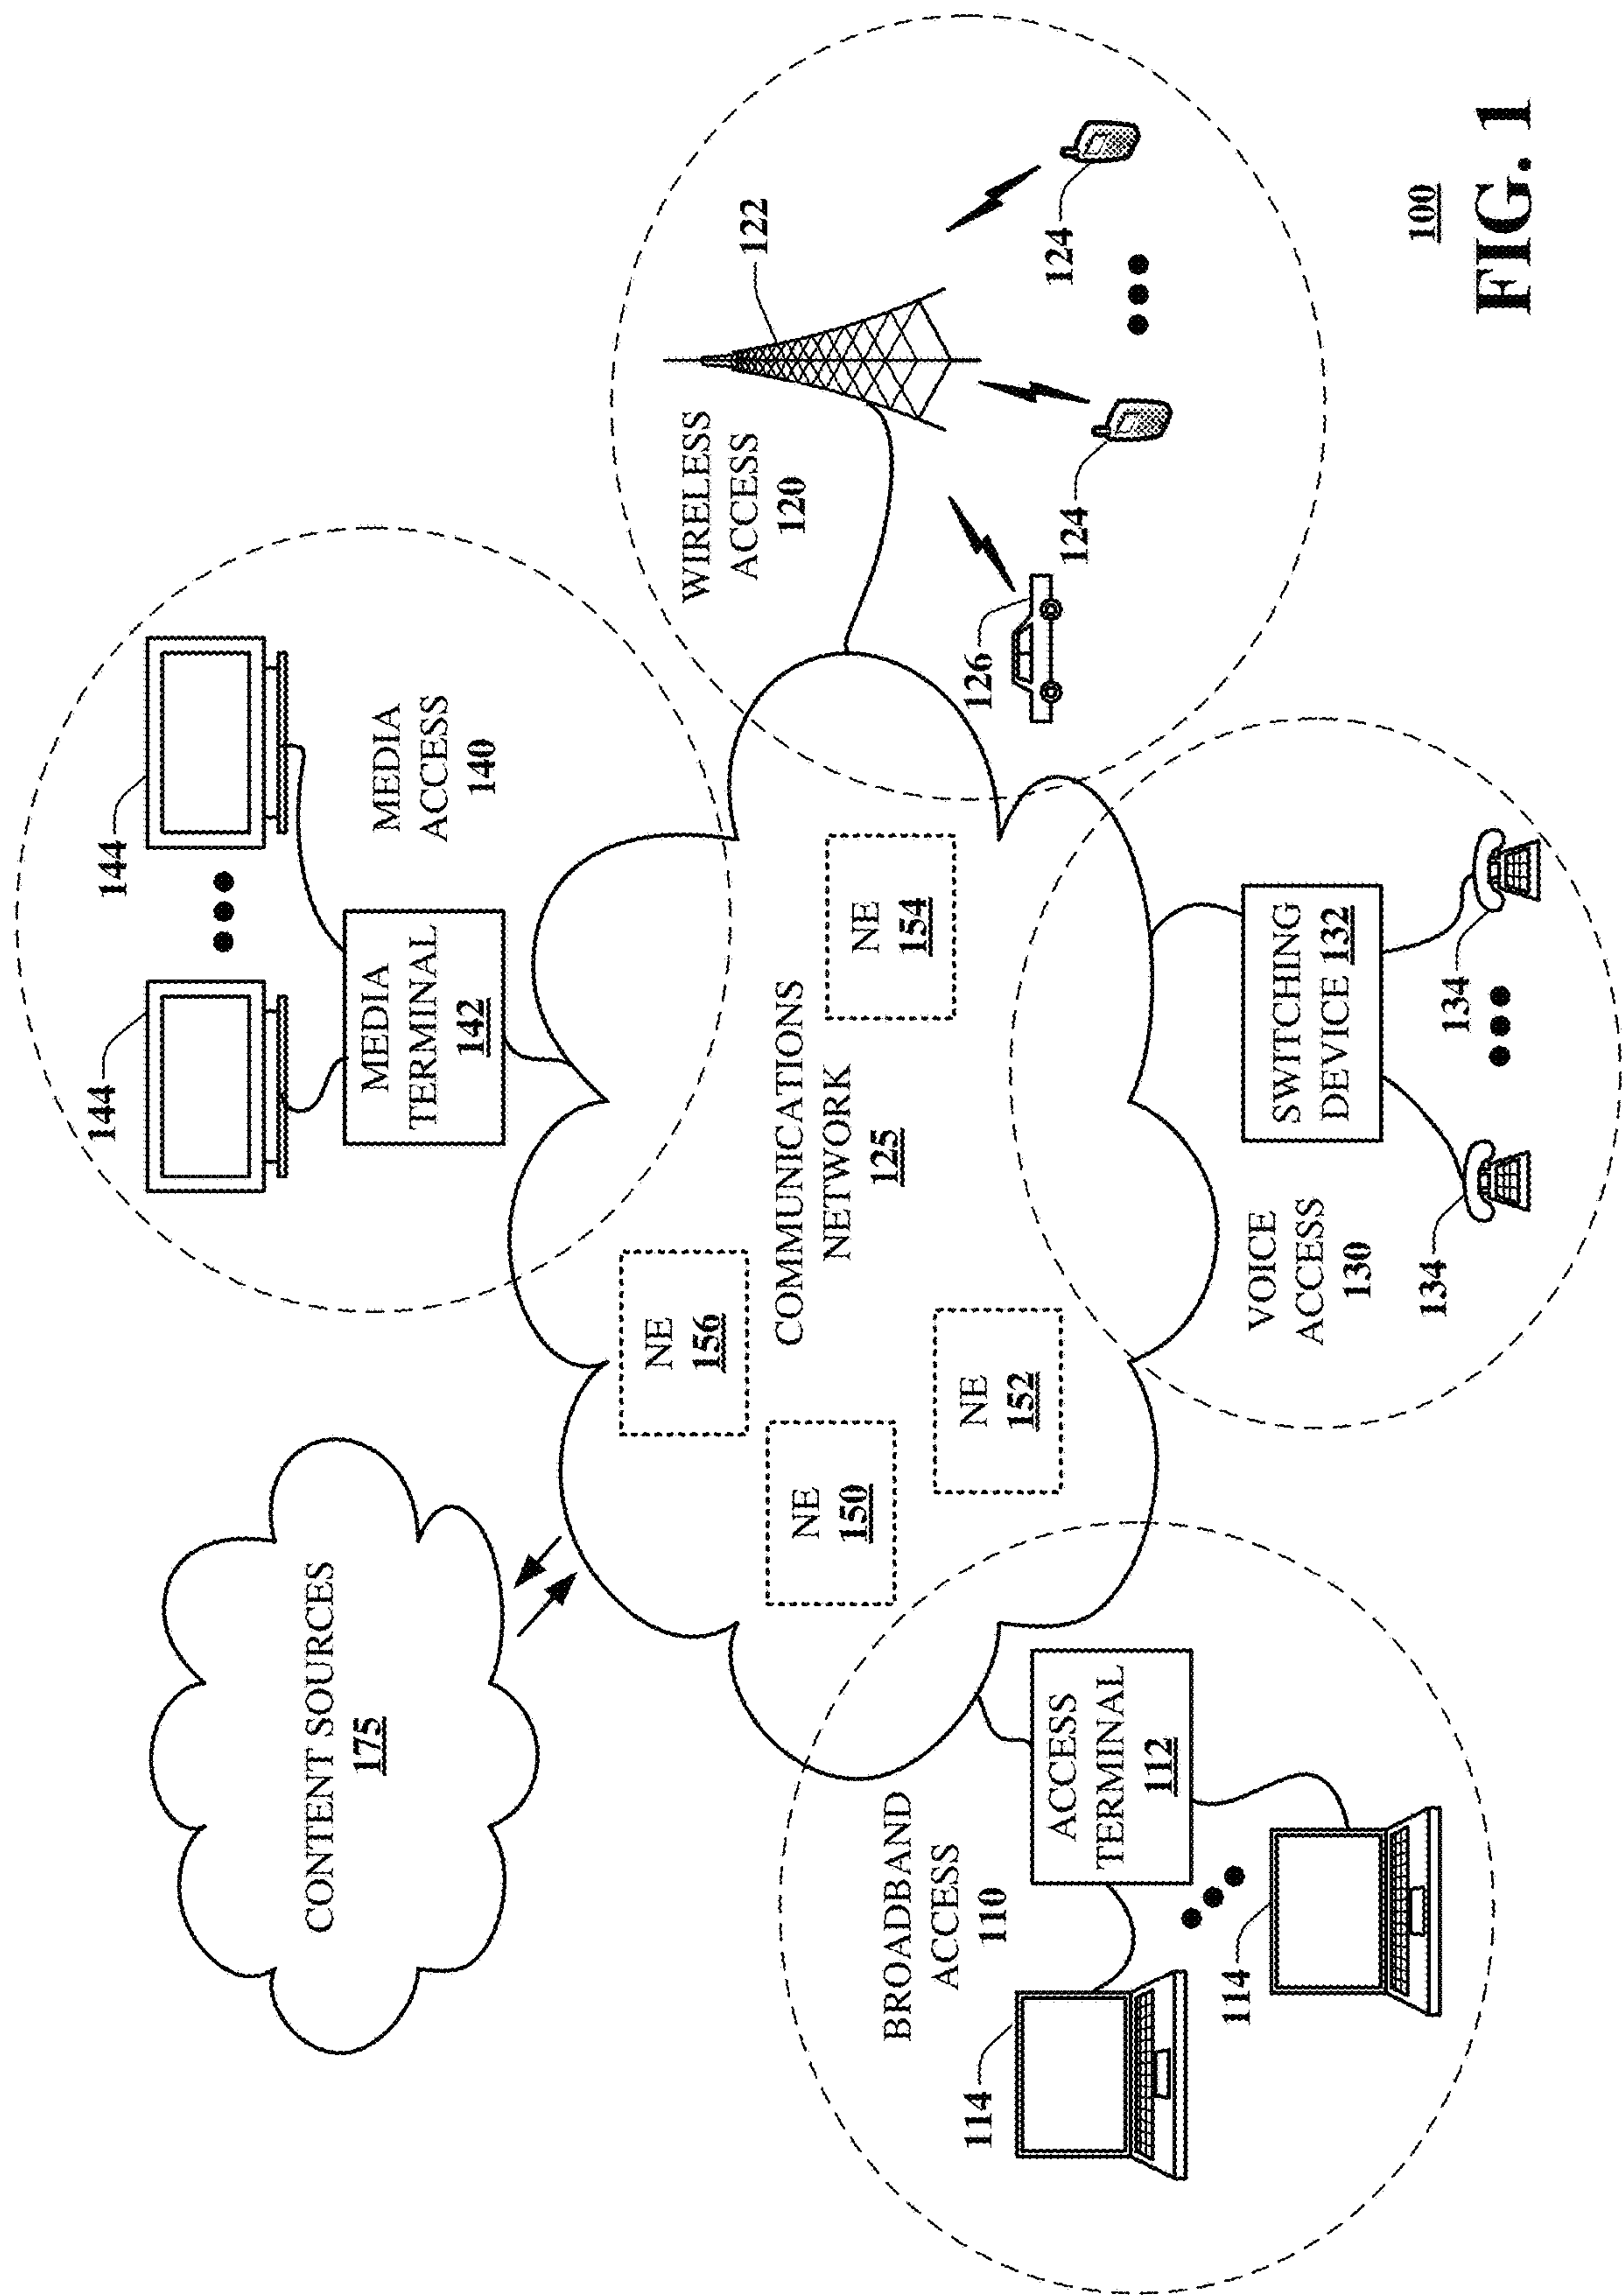 CONTENT SOURCES
175
144
144
MEDIA
TERMINAL
142
MEDIA
ACCESS
140
NE
156
NE
150
NE
152
NE
154
COMMUNICATIONS
NETWORK
125
WIRELESS
ACCESS
120
122
126
124
124
BROADBAND
ACCESS
110
ACCESS
TERMINAL
112
114
114
VOICE
ACCESS
130
SWITCHING
DEVICE 132
134
134
100
FIG. 1